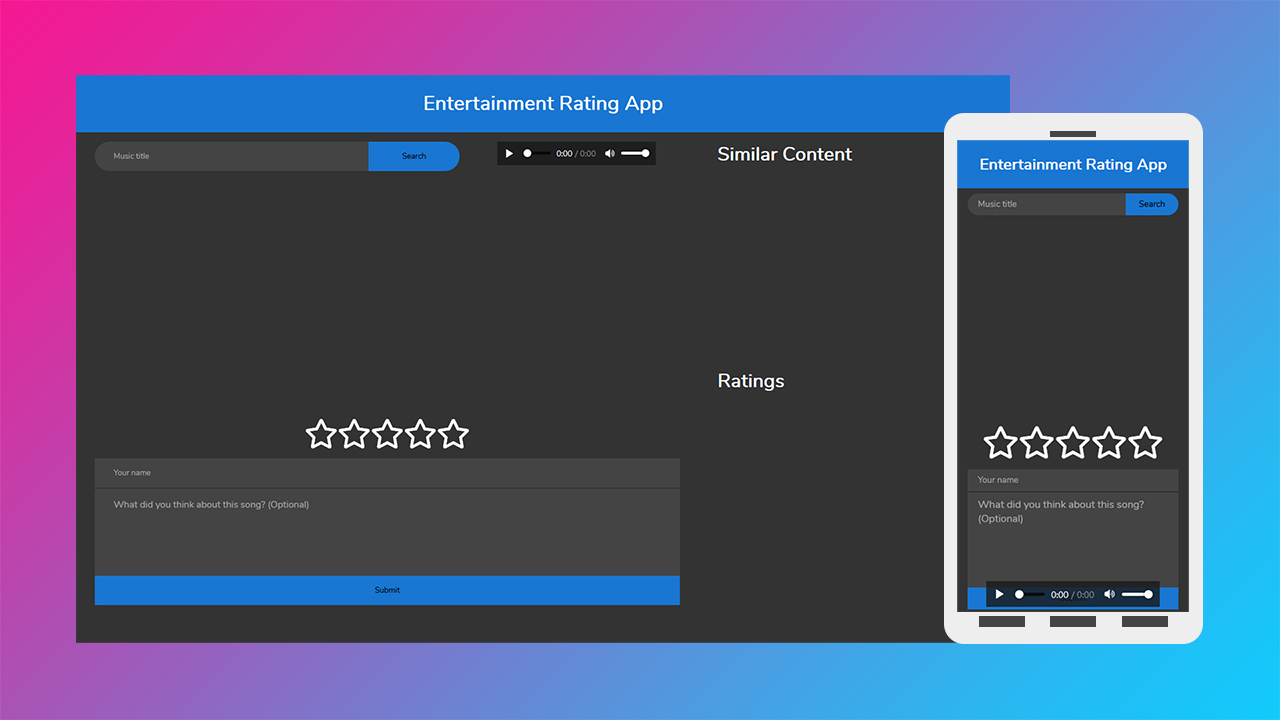 Entertainment Rating App
Music title
Search
0:00 / 0:00
Similar Content
Ratings
Your name
What did you think about this song? (Optional)
Submit
Entertainment Rating App
Music title
Search
Your name
What did you think about this song?
(Optional)
0:00 / 0:00